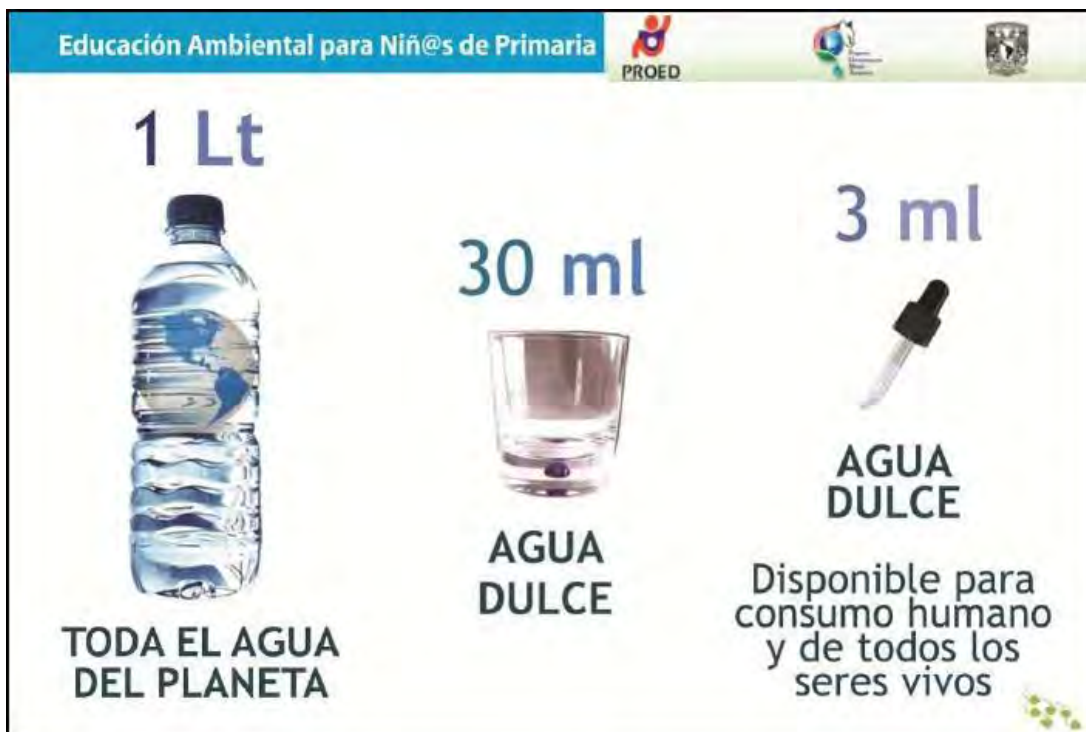 Educación Ambiental para Niñ@s de Primaria
PROED
1 Lt
30 ml
3 ml
TODA EL AGUA
DEL PLANETA
AGUA
DULCE
AGUA
DULCE
Disponible para
consumo humano
y de todos los
seres vivos